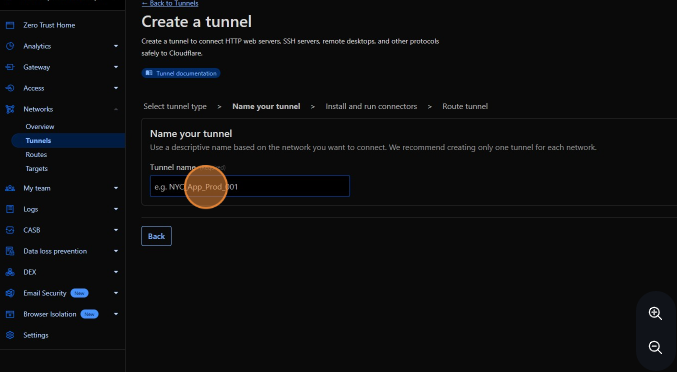 ← Back to Tunnels
Create a tunnel
Create a tunnel to connect HTTP web servers, SSH servers, remote desktops, and other protocols
safely to Cloudflare.
Tunnel documentation
Select tunnel type > Name your tunnel > Install and run connectors > Route tunnel
Name your tunnel
Use a descriptive name based on the network you want to connect. We recommend creating only one tunnel for each network.
Tunnel name
e.g. NYC_App_Prod_001
Back
Zero Trust Home
Analytics
Gateway
Access
Networks
Overview
Tunnels
Routes
Targets
My team
Logs
CASB
Data loss prevention
DEX
Email Security New
Browser Isolation New
Settings